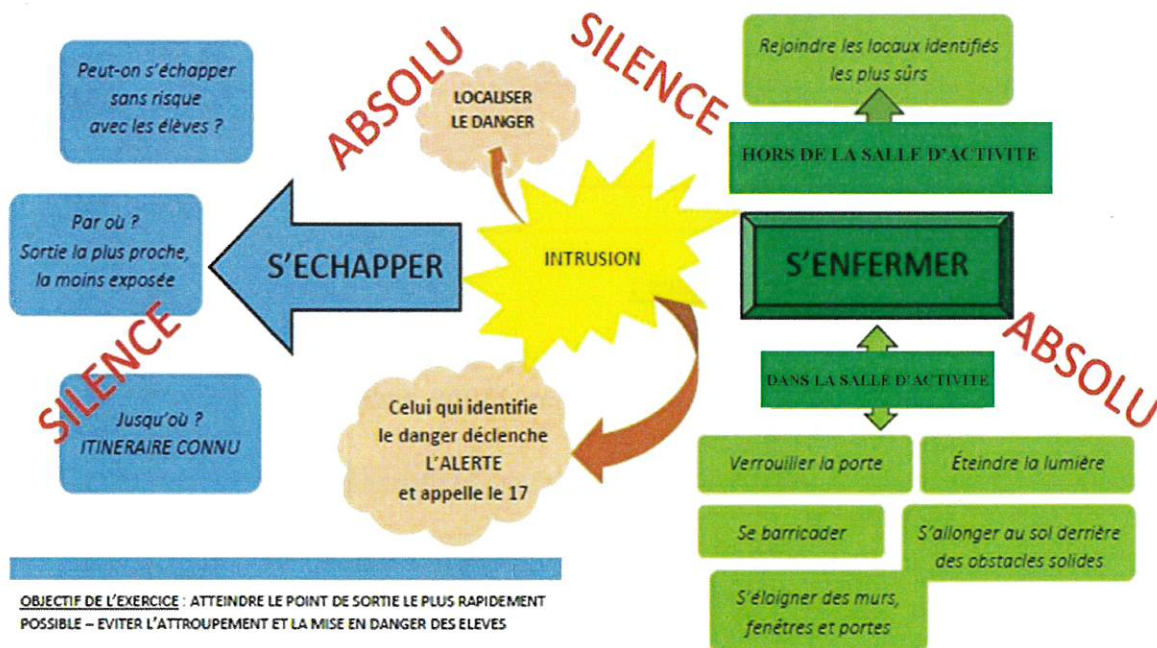 Peut-on s'échapper
sans risque
avec les élèves ?
ABSOLU
LOCALISER
LE DANGER
SILENCE
Rejoindre les locaux identifiés
les plus sûrs
HORS DE LA SALLE D'ACTIVITE
Par où ?
Sortie la plus proche,
la moins exposée
S'ECHAPPER
INTRUSION
S'ENFERMER
SILENCE
ABSOLU
DANS LA SALLE D'ACTIVITE
Jusqu'où ?
ITINERAIRE CONNU
Celui qui identifie
le danger déclenche
L'ALERTE
et appelle le 17
Verrouiller la porte
Éteindre la lumière
Se barricader
S'allonger au sol derrière
des obstacles solides
S'éloigner des murs,
fenêtres et portes
OBJECTIF DE L'EXERCICE : ATTEINDRE LE POINT DE SORTIE LE PLUS RAPIDEMENT
POSSIBLE – EVITER L'ATTROUPEMENT ET LA MISE EN DANGER DES ELEVES